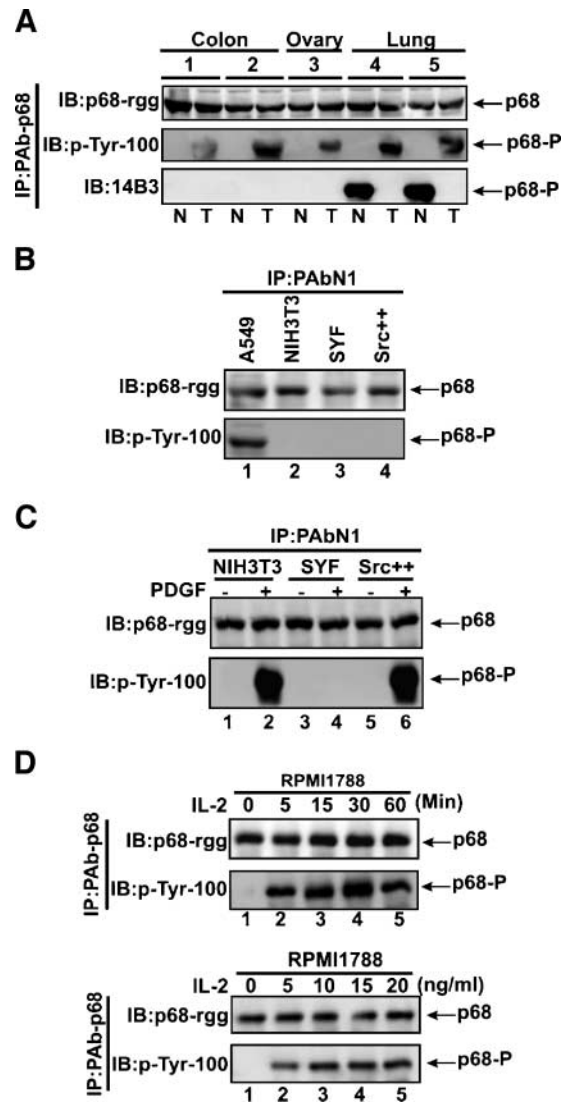 A
Colon Ovary Lung
1 2 3 4 5
IP:PAb-p68
IB:p68-rgg p68
IB:p-Tyr-100 p68-P
IB:14B3 p68-P
N T N T N T N T N T
B
IP:PAbN1
A549 NIH3T3 SYF Src++
IB:p68-rgg p68
IB:p-Tyr-100 p68-P
1 2 3 4
C
IP:PAbN1
NIH3T3 SYF Src++
PDGF - + - + - +
IB:p68-rgg p68
IB:p-Tyr-100 p68-P
1 2 3 4 5 6
D
RPMI1788
IL-2 0 5 15 30 60 (Min)
IP:PAb-p68
IB:p68-rgg p68
IB:p-Tyr-100 p68-P
1 2 3 4 5
RPMI1788
IL-2 0 5 10 15 20 (ng/ml)
IP:PAb-p68
IB:p68-rgg p68
IB:p-Tyr-100 p68-P
1 2 3 4 5